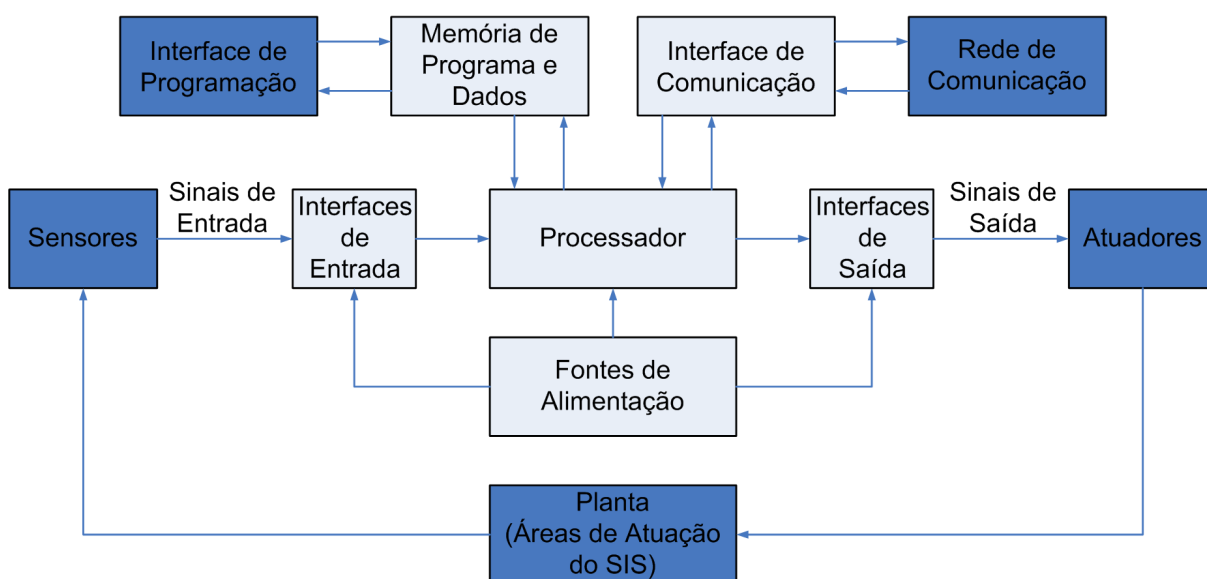 Interface de
Programação
Memória de
Programa e
Dados
Interface de
Comunicação
Rede de
Comunicação
Sensores
Sinais de
Entrada
Interfaces
de
Entrada
Processador
Interfaces
de
Saída
Sinais de
Saída
Atuadores
Fontes de
Alimentação
Planta
(Áreas de Atuação
do SIS)